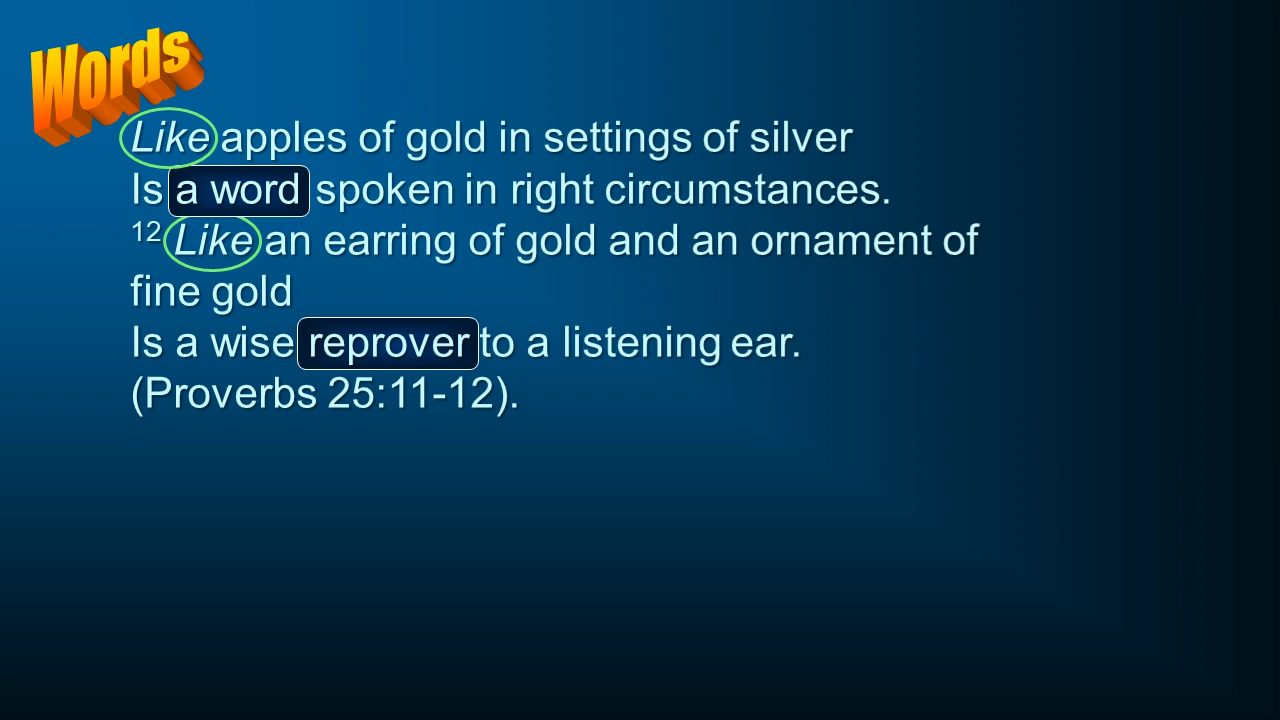 Words
Like apples of gold in settings of silver
Is a word spoken in right circumstances.
12 Like an earring of gold and an ornament of
fine gold
Is a wise reprover to a listening ear.
(Proverbs 25:11-12).